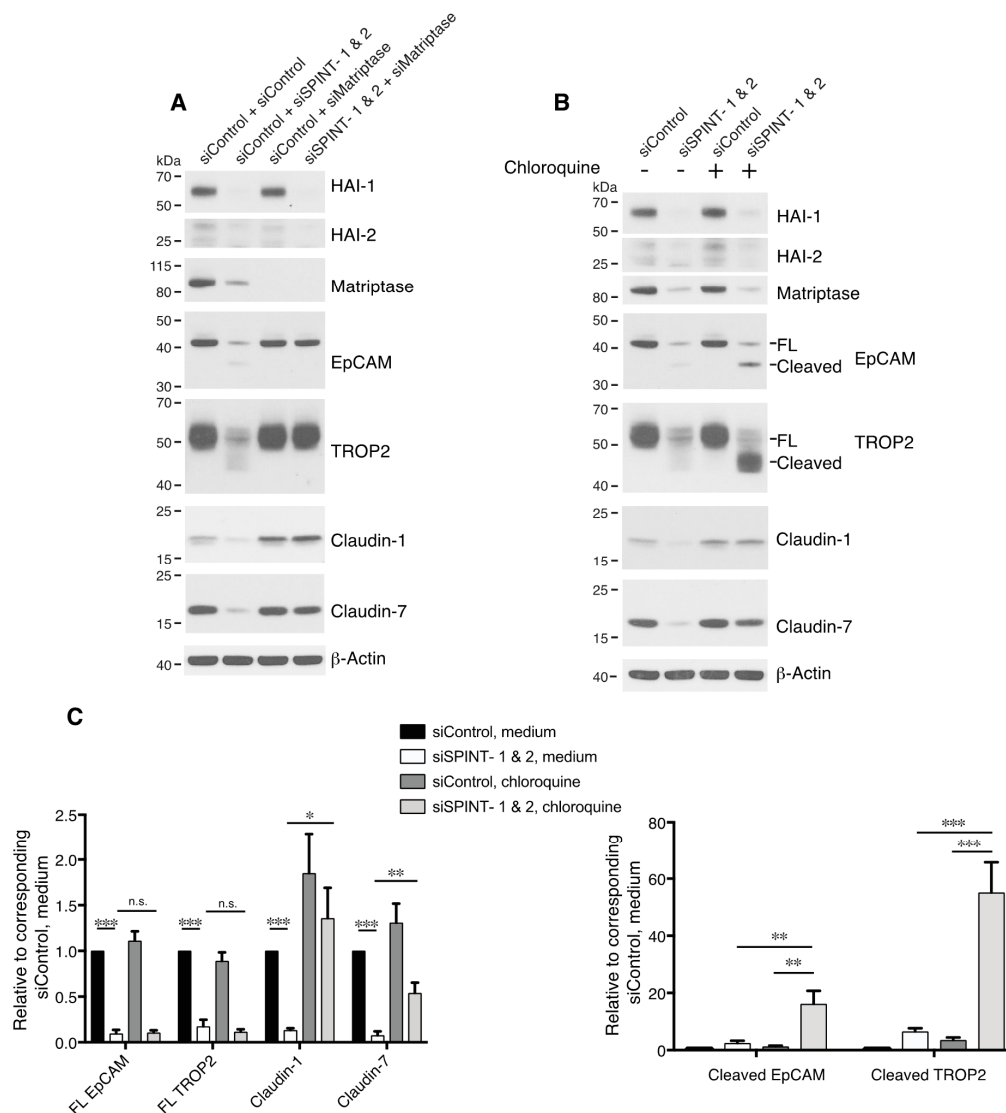 A
siControl + siControl
siControl + siSPINT- 1 & 2
siControl + siMatriptase
siSPINT- 1 & 2 + siMatriptase
kDa
70
50
HAI-1
25
HAI-2
115
80
Matriptase
50
40
30
EpCAM
70
50
40
TROP2
25
15
Claudin-1
25
15
Claudin-7
40
β-Actin
B
siControl
siSPINT- 1 & 2
siControl
siSPINT- 1 & 2
Chloroquine - - + +
kDa
70
50
HAI-1
25
HAI-2
80
Matriptase
50
40
30
FL
Cleaved
EpCAM
70
50
40
FL
Cleaved
TROP2
25
15
Claudin-1
25
15
Claudin-7
40
β-Actin
C
siControl, medium
siSPINT- 1 & 2, medium
siControl, chloroquine
siSPINT- 1 & 2, chloroquine
Relative to corresponding
siControl, medium
2.5
2.0
1.5
1.0
0.5
0.0
*** n.s.
*** n.s.
*** *
*** **
FL EpCAM
FL TROP2
Claudin-1
Claudin-7
Relative to corresponding
siControl, medium
80
60
40
20
0
**
**
***
***
Cleaved EpCAM
Cleaved TROP2